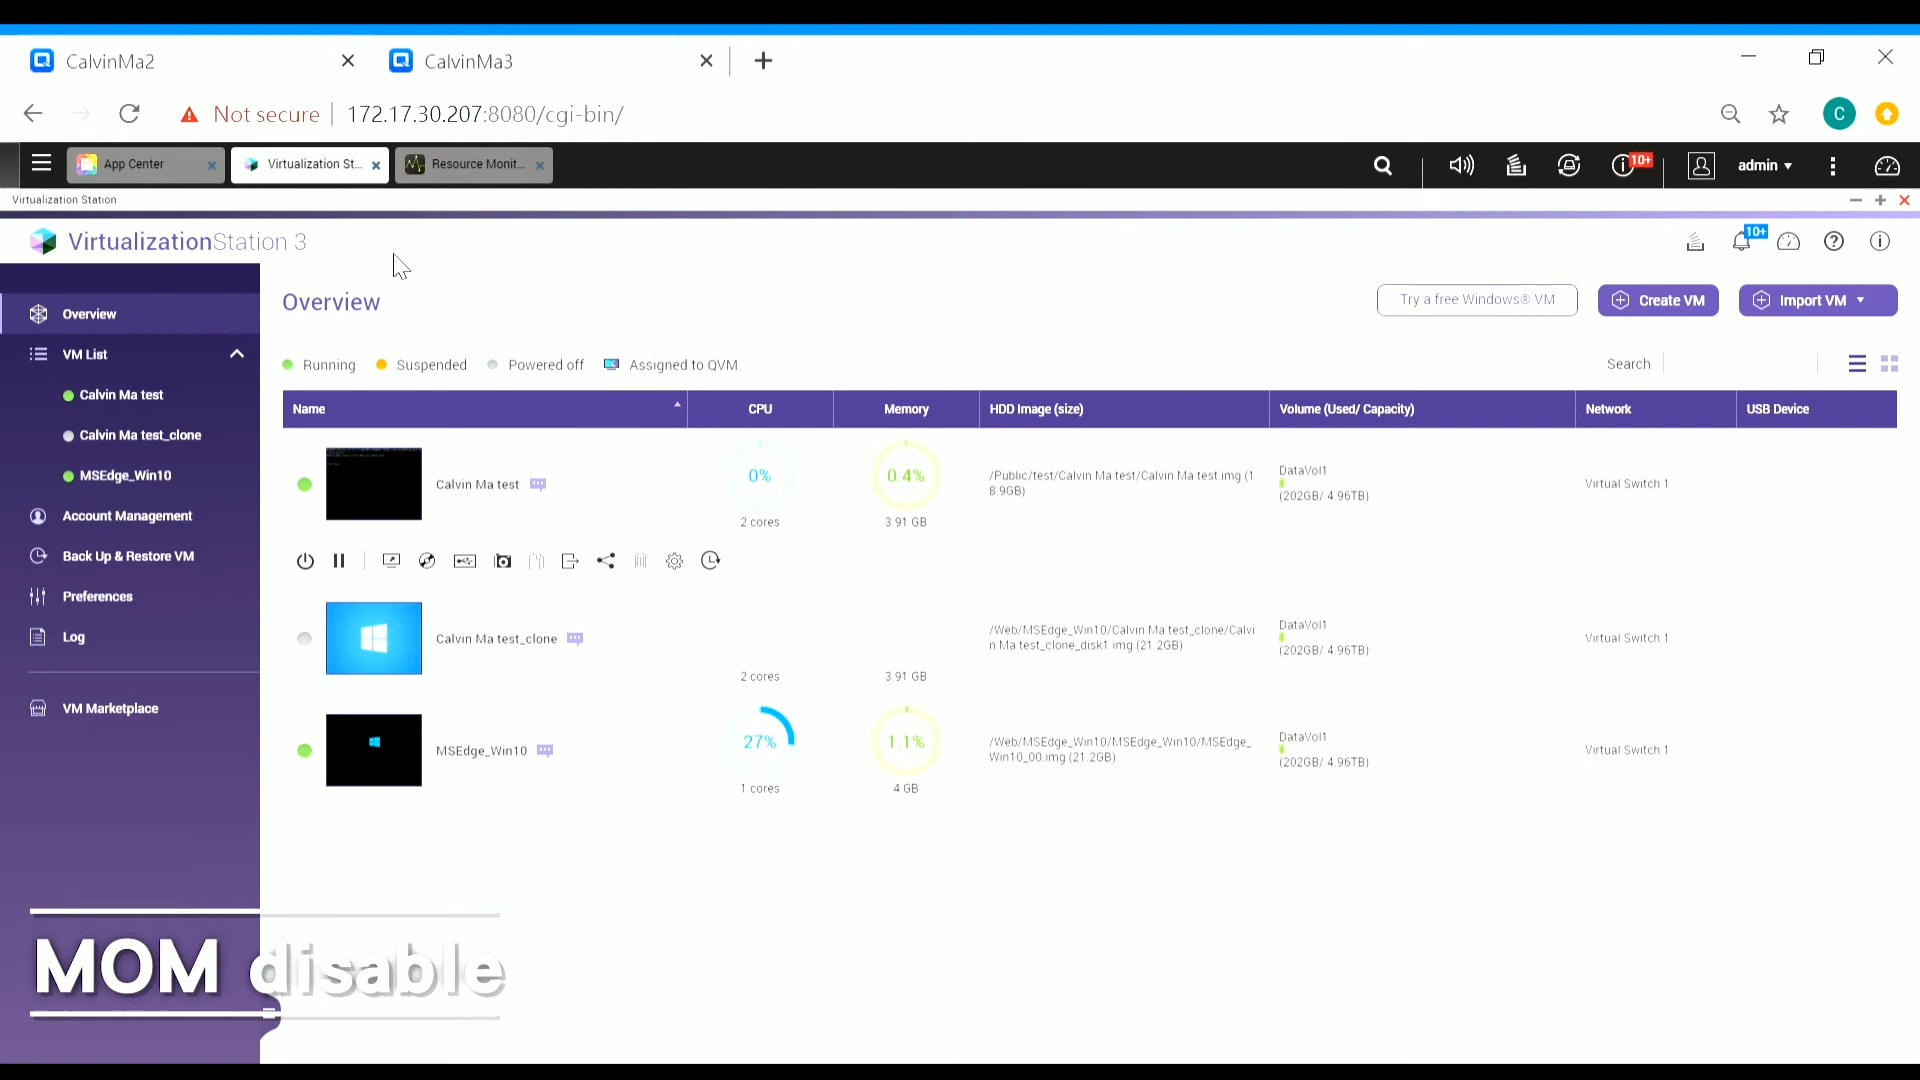 CalvinMa2
CalvinMa3
Not secure
172.17.30.207:8080/cgi-bin/
C
App Center
Virtualization St...
Resource Monit...
10+
admin
Virtualization Station
VirtualizationStation 3
10+
Overview
VM List
Calvin Ma test
Calvin Ma test_clone
MSEdge_Win10
Account Management
Back Up & Restore VM
Preferences
Log
VM Marketplace
Overview
Try a free Windows® VM
Create VM
Import VM
Running
Suspended
Powered off
Assigned to QVM
Search
Name
CPU
Memory
HDD Image (size)
Volume (Used/ Capacity)
Network
USB Device
Calvin Ma test
0%
2 cores
0.4%
3.91 GB
/Public/test/Calvin Ma test/Calvin Ma test.img (1
8.9GB)
DataVol1
(202GB/ 4.96TB)
Virtual Switch 1
Calvin Ma test_clone
2 cores
3.91 GB
/Web/MSEdge_Win10/Calvin Ma test_clone/Calvi
n Ma test_clone_disk1.img (21.2GB)
DataVol1
(202GB/ 4.96TB)
Virtual Switch 1
MSEdge_Win10
27%
1 cores
1.1%
4 GB
/Web/MSEdge_Win10/MSEdge_Win10/MSEdge_
Win10_00.img (21.2GB)
DataVol1
(202GB/ 4.96TB)
Virtual Switch 1
MOM disable